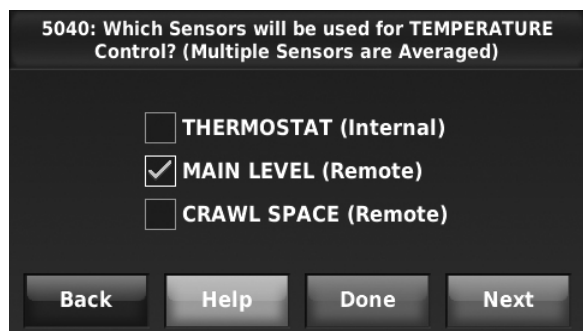 5040: Which Sensors will be used for TEMPERATURE
Control? (Multiple Sensors are Averaged)
THERMOSTAT (Internal)
MAIN LEVEL (Remote)
CRAWL SPACE (Remote)
Back Help Done Next